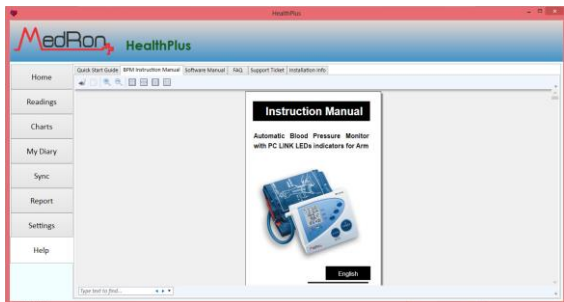 HealthPlus
MedRon
HealthPlus
Quick Start Guide BPM Instruction Manual Software Manual FAQ Support Ticket Installation Info
Home
Readings
Charts
My Diary
Sync
Report
Settings
Help
Instruction Manual
Automatic Blood Pressure Monitor
with PC LINK LEDs indicators for Arm
English
Type text to find...